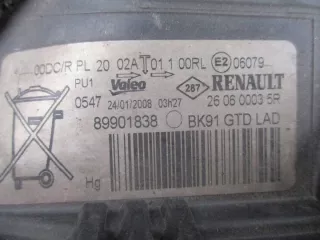 00DC/R PL 20 02A 01 1 00RL E2 06079
PU1 Valeo 287 RENAULT
0547 24/01/2008 03h27 26 06 0003 5R
89901838 BK91 GTD LAD
Hg